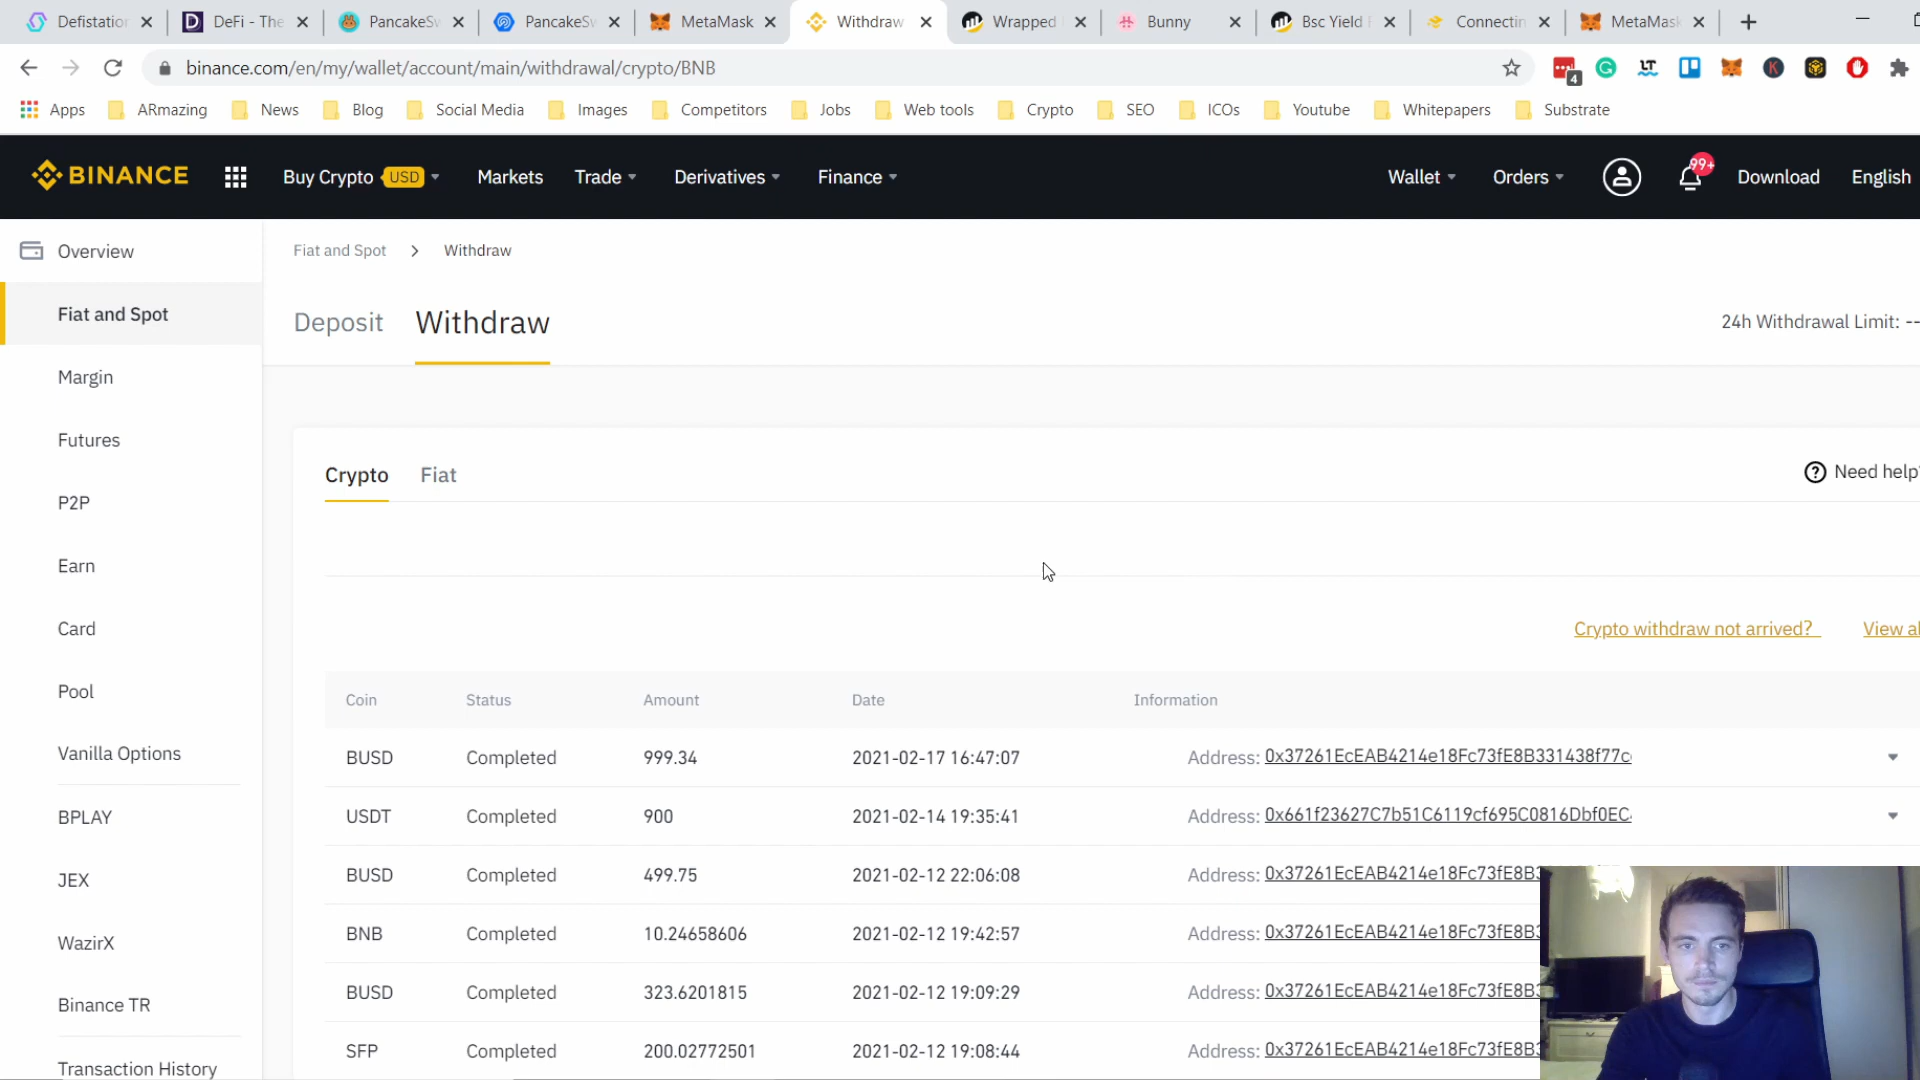 Defistation
DeFi - The
PancakeSw
PancakeSw
MetaMask
Withdraw
Wrapped
Bunny
Bsc Yield
Connectin
MetaMask
binance.com/en/my/wallet/account/main/withdrawal/crypto/BNB
4
LT
K
Apps
ARmazing
News
Blog
Social Media
Images
Competitors
Jobs
Web tools
Crypto
SEO
ICOs
Youtube
Whitepapers
Substrate
BINANCE
Buy Crypto USD
Markets
Trade
Derivatives
Finance
Wallet
Orders
99+
Download
English
Overview
Fiat and Spot
Margin
Futures
P2P
Earn
Card
Pool
Vanilla Options
BPLAY
JEX
WazirX
Binance TR
Transaction History
Fiat and Spot > Withdraw
Deposit Withdraw
24h Withdrawal Limit: --
Crypto Fiat
Need help?
Crypto withdraw not arrived? View al
Coin Status Amount Date Information
BUSD Completed 999.34 2021-02-17 16:47:07 Address: 0x37261EcEAB4214e18Fc73fE8B331438f77c
USDT Completed 900 2021-02-14 19:35:41 Address: 0x661f23627C7b51C6119cf695C0816Dbf0EC
BUSD Completed 499.75 2021-02-12 22:06:08 Address: 0x37261EcEAB4214e18Fc73fE8B3
BNB Completed 10.24658606 2021-02-12 19:42:57 Address: 0x37261EcEAB4214e18Fc73fE8B3
BUSD Completed 323.6201815 2021-02-12 19:09:29 Address: 0x37261EcEAB4214e18Fc73fE8B3
SFP Completed 200.02772501 2021-02-12 19:08:44 Address: 0x37261EcEAB4214e18Fc73fE8B3